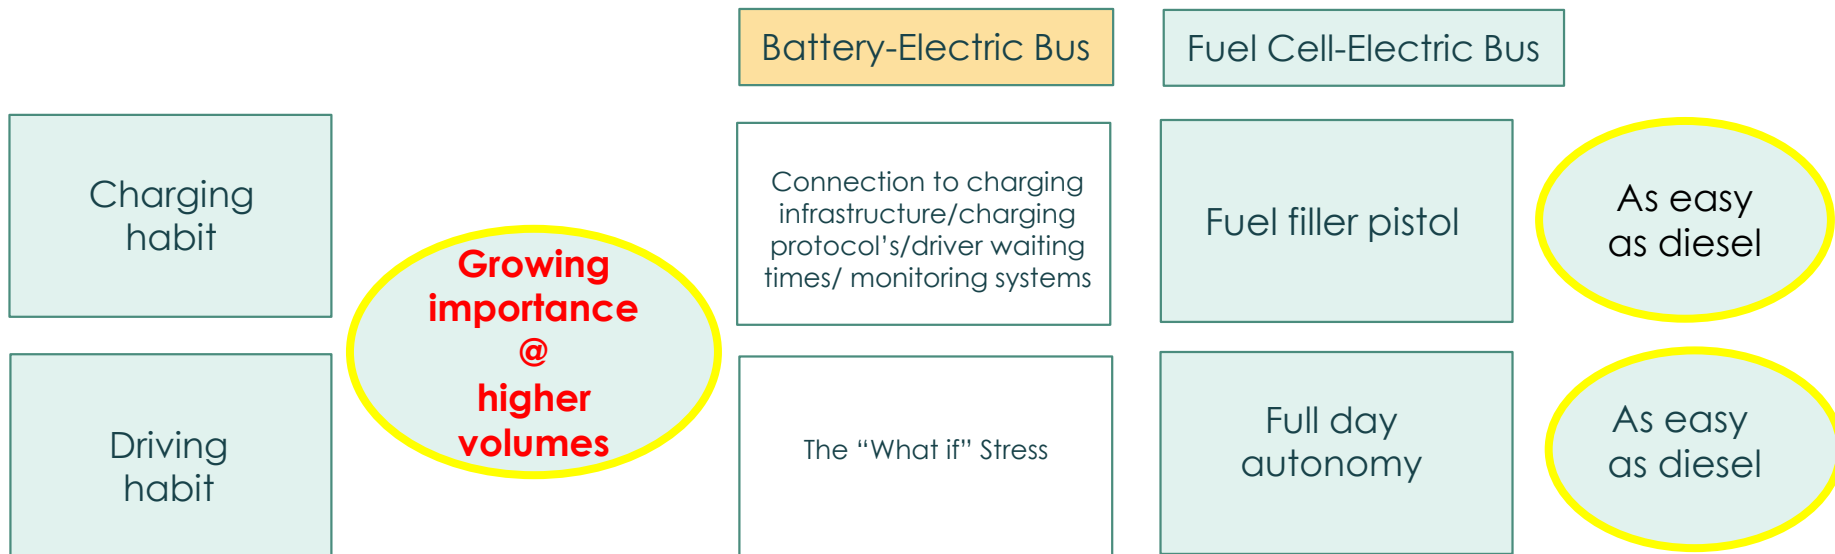 Battery-Electric Bus
Fuel Cell-Electric Bus
Charging
habit
Growing
importance
@
higher
volumes
Connection to charging
infrastructure/charging
protocol’s/driver waiting
times/ monitoring systems
Fuel filler pistol
As easy
as diesel
Driving
habit
The “What if” Stress
Full day
autonomy
As easy
as diesel